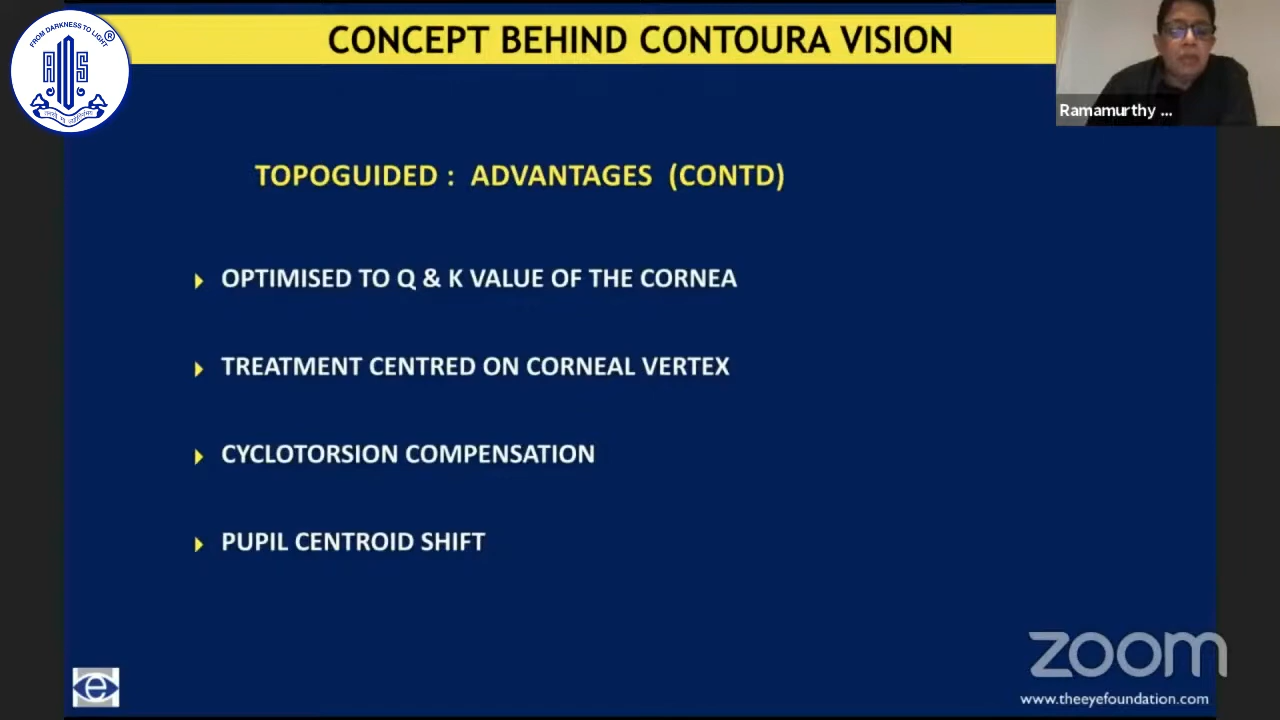 FROM DARKNESS TO LIGHT
®
AIOS
CONCEPT BEHIND CONTOURA VISION
Ramamurthy ...
TOPOGUIDED : ADVANTAGES (CONTD)
OPTIMISED TO Q & K VALUE OF THE CORNEA
TREATMENT CENTRED ON CORNEAL VERTEX
CYCLOTORSION COMPENSATION
PUPIL CENTROID SHIFT
e
zoom
www.theeyefoundation.com